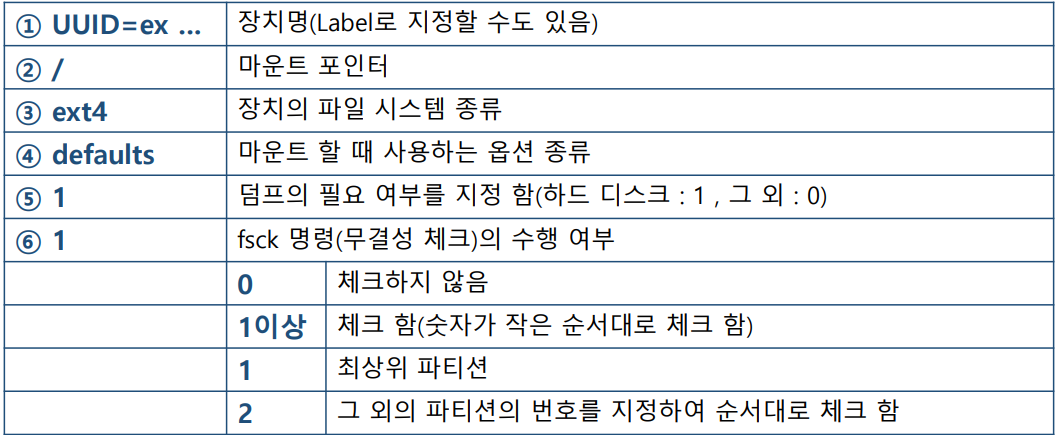 ① UUID=ex ... 장치명(Label로 지정할 수도 있음)
② / 마운트 포인터
③ ext4 장치의 파일 시스템 종류
④ defaults 마운트 할 때 사용하는 옵션 종류
⑤ 1 덤프의 필요 여부를 지정 함(하드 디스크 : 1 , 그 외 : 0)
⑥ 1 fsck 명령(무결성 체크)의 수행 여부
0 체크하지 않음
1이상 체크 함(숫자가 작은 순서대로 체크 함)
1 최상위 파티션
2 그 외의 파티션의 번호를 지정하여 순서대로 체크 함